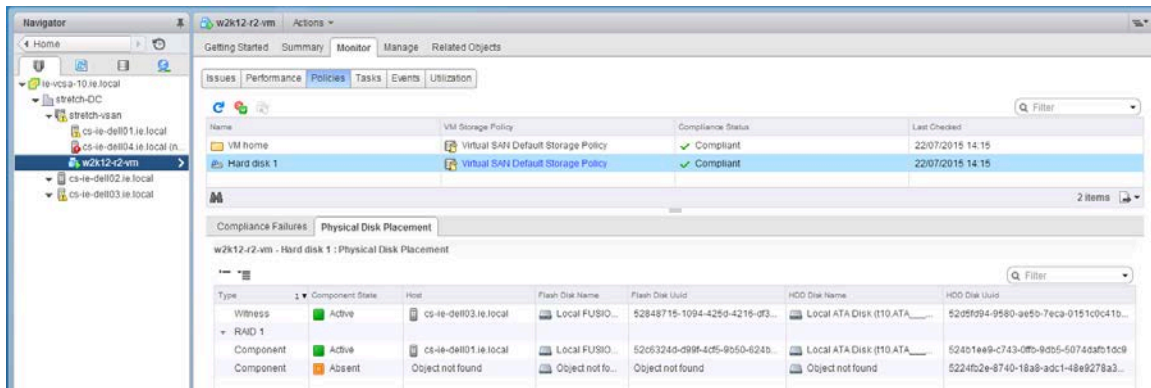 Navigator
w2k12-r2-vm Actions
Home
Getting Started Summary Monitor Manage Related Objects
Issues Performance Policies Tasks Events Utilization
ie-vcsa-10.ie.local
stretch-DC
stretch-vsan
cs-ie-dell01.ie.local
cs-ie-dell04.ie.local (n...
w2k12-r2-vm
cs-ie-dell02.ie.local
cs-ie-dell03.ie.local
Filter
Name VM Storage Policy Compliance Status Last Checked
VM home Virtual SAN Default Storage Policy Compliant 22/07/2015 14:15
Hard disk 1 Virtual SAN Default Storage Policy Compliant 22/07/2015 14:15
2 items
Compliance Failures Physical Disk Placement
w2k12-r2-vm - Hard disk 1 : Physical Disk Placement
Filter
Type 1 Component State Host Flash Disk Name Flash Disk Uuid HDD Disk Name HDD Disk Uuid
Witness Active cs-ie-dell03.ie.local Local FUSIO... 52848715-1094-425d-4216-df3... Local ATA Disk (t10.ATA____... 52d5fd94-9580-ae5b-7eca-0151c0c41b...
RAID 1
Component Active cs-ie-dell01.ie.local Local FUSIO... 52c6324d-d99f-4cf5-9b50-624b... Local ATA Disk (t10.ATA____... 524b1ee9-c743-0ffb-9db5-5074dafb1dc9
Component Absent Object not found Object not fo... Object not found Object not found 5224fb2e-8740-18a8-adc1-48e9278a3...